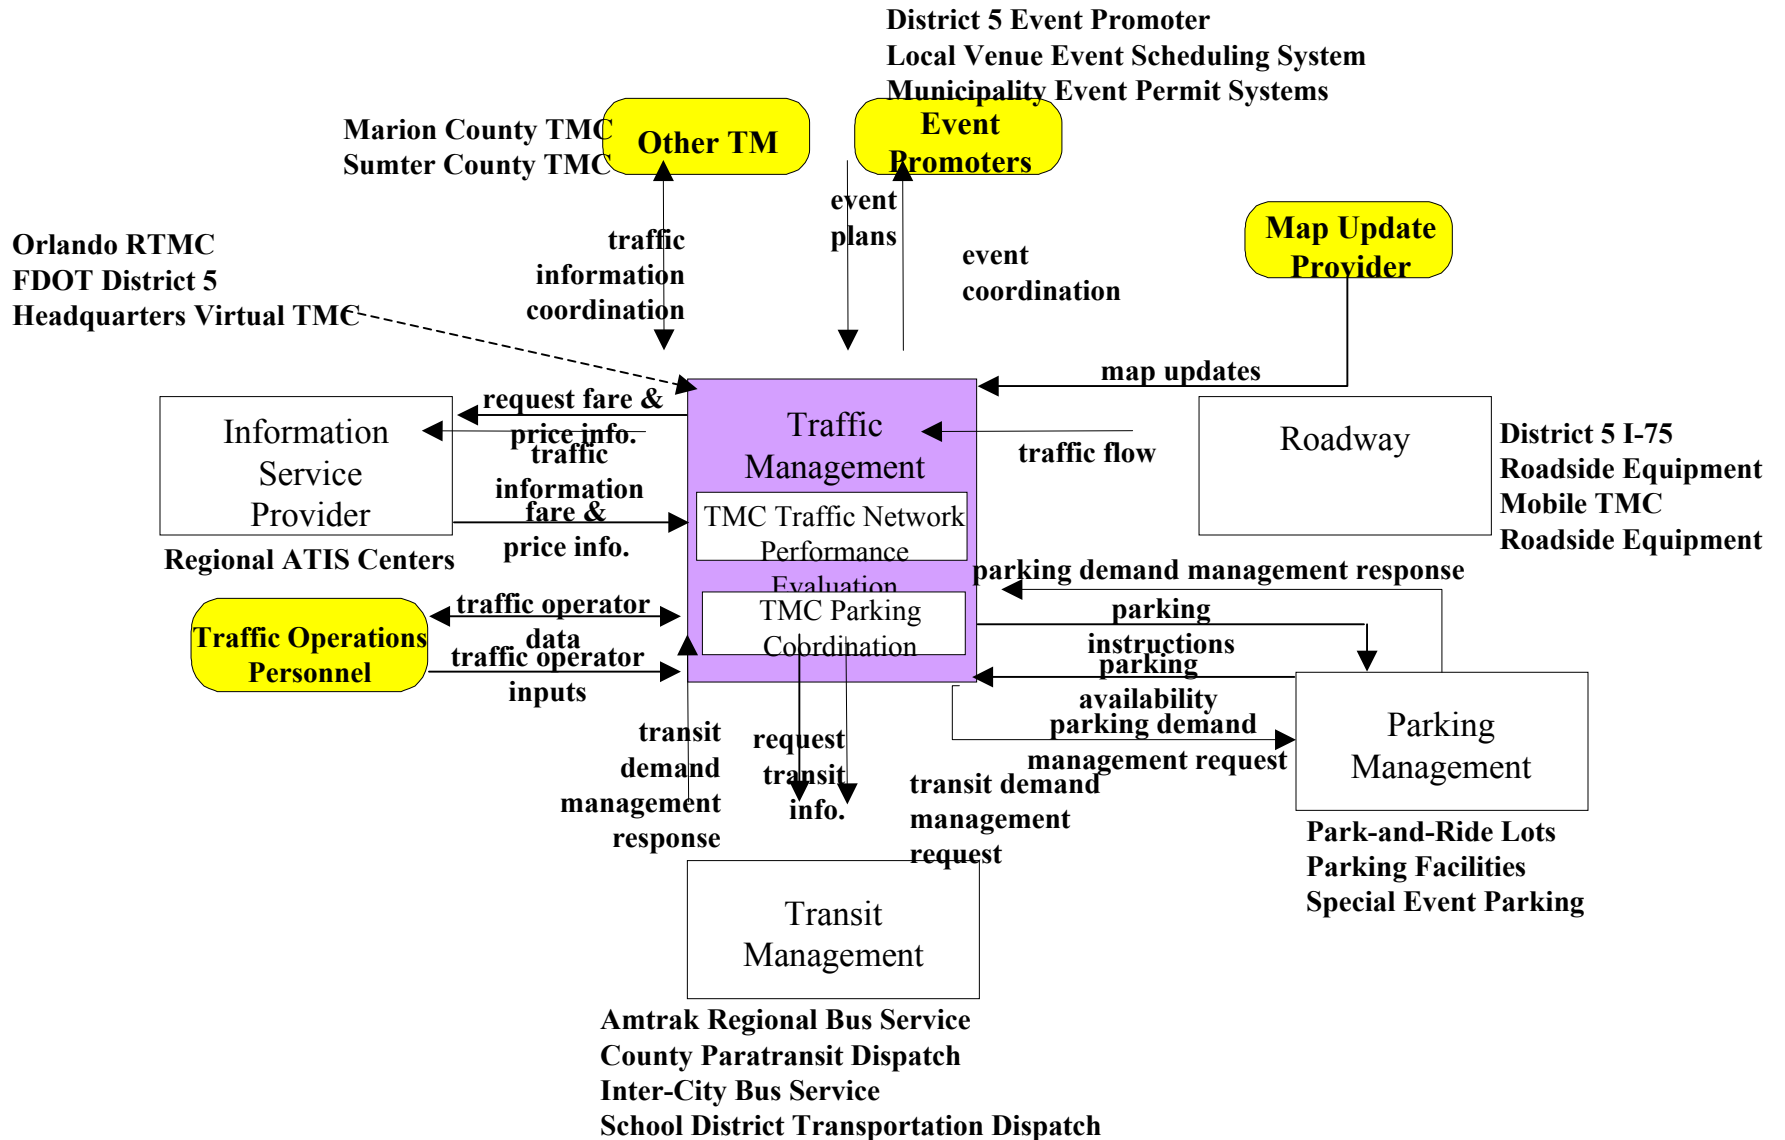 District 5 Event Promoter
Local Venue Event Scheduling System
Municipality Event Permit Systems
Marion County TMC
Sumter County TMC
Other TM
Event
Promoters
event
plans
event
coordination
traffic
information
coordination
Orlando RTMC
FDOT District 5
Headquarters Virtual TMC
Map Update
Provider
map updates
request fare &
price info.
traffic
information
fare &
price info.
Information
Service
Provider
Regional ATIS Centers
Traffic
Management
TMC Traffic Network
Performance
Evaluation
TMC Parking
Coordination
traffic flow
Roadway
District 5 I-75
Roadside Equipment
Mobile TMC
Roadside Equipment
parking demand management response
parking
instructions
parking
availability
parking demand
management request
Traffic Operations
Personnel
traffic operator
data
traffic operator
inputs
transit
demand
management
response
request
transit
info.
transit demand
management
request
Parking
Management
Park-and-Ride Lots
Parking Facilities
Special Event Parking
Transit
Management
Amtrak Regional Bus Service
County Paratransit Dispatch
Inter-City Bus Service
School District Transportation Dispatch